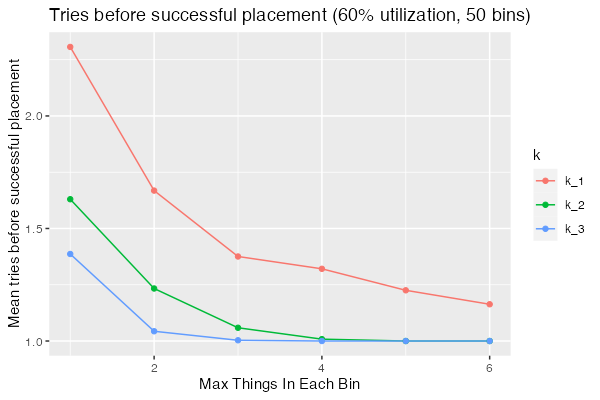 Tries before successful placement (60% utilization, 50 bins)
Mean tries before successful placement
2.0
1.5
1.0
2
4
6
Max Things In Each Bin
k
k_1
k_2
k_3